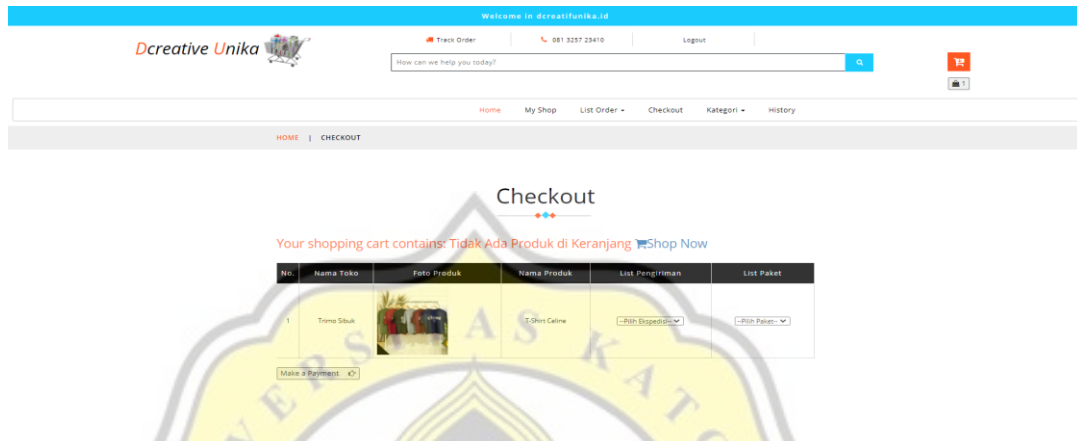 Welcome in dcreatifunika.id
Dcreative Unika
Track Order
081 3257 23410
Logout
How can we help you today?
1
Home My Shop List Order Checkout Kategori History
HOME | CHECKOUT
Checkout
Your shopping cart contains: Tidak Ada Produk di Keranjang Shop Now
No. Nama Toko Foto Produk Nama Produk List Pengiriman List Paket
1 Trimo Sibuk T-Shirt Celine --Pilih Ekspedisi-- --Pilih Paket--
Make a Payment